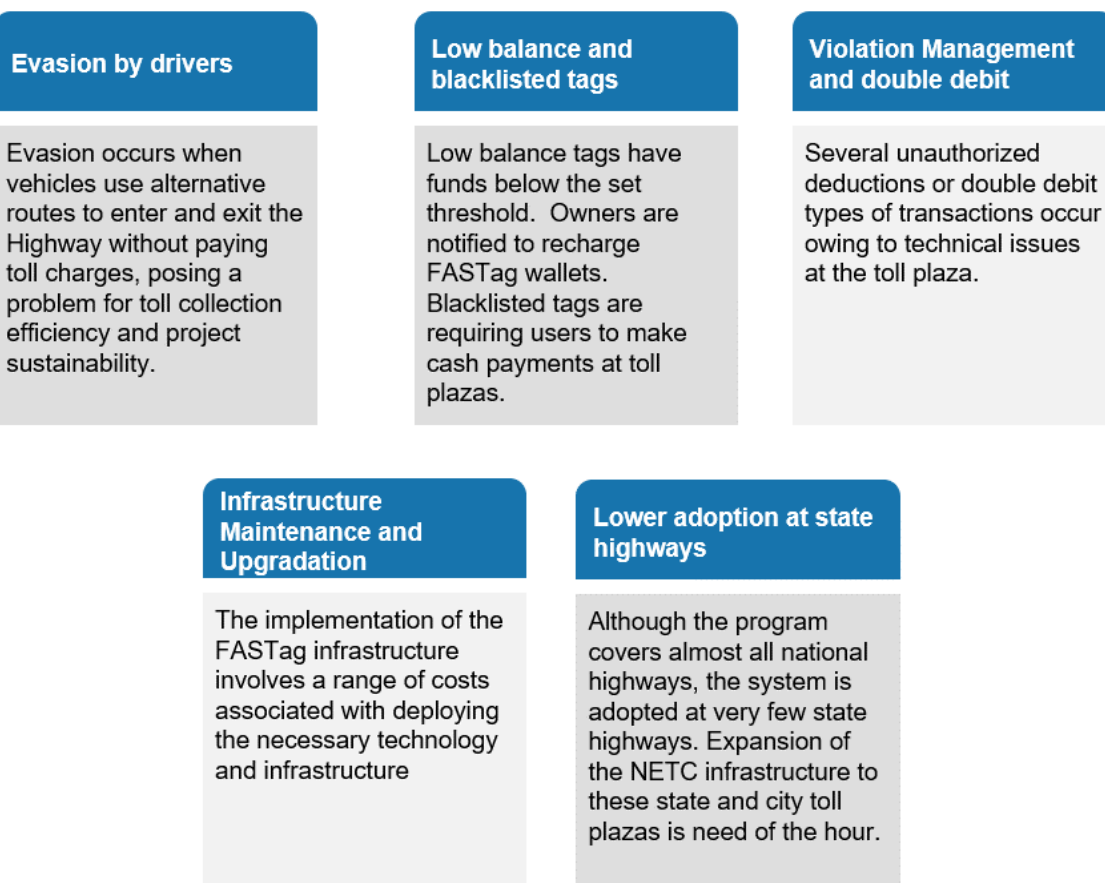 Evasion by drivers
Evasion occurs when
vehicles use alternative
routes to enter and exit the
Highway without paying
toll charges, posing a
problem for toll collection
efficiency and project
sustainability.
Low balance and
blacklisted tags
Low balance tags have
funds below the set
threshold.  Owners are
notified to recharge
FASTag wallets.
Blacklisted tags are
requiring users to make
cash payments at toll
plazas.
Violation Management
and double debit
Several unauthorized
deductions or double debit
types of transactions occur
owing to technical issues
at the toll plaza.
Infrastructure
Maintenance and
Upgradation
The implementation of the
FASTag infrastructure
involves a range of costs
associated with deploying
the necessary technology
and infrastructure
Lower adoption at state
highways
Although the program
covers almost all national
highways, the system is
adopted at very few state
highways. Expansion of
the NETC infrastructure to
these state and city toll
plazas is need of the hour.